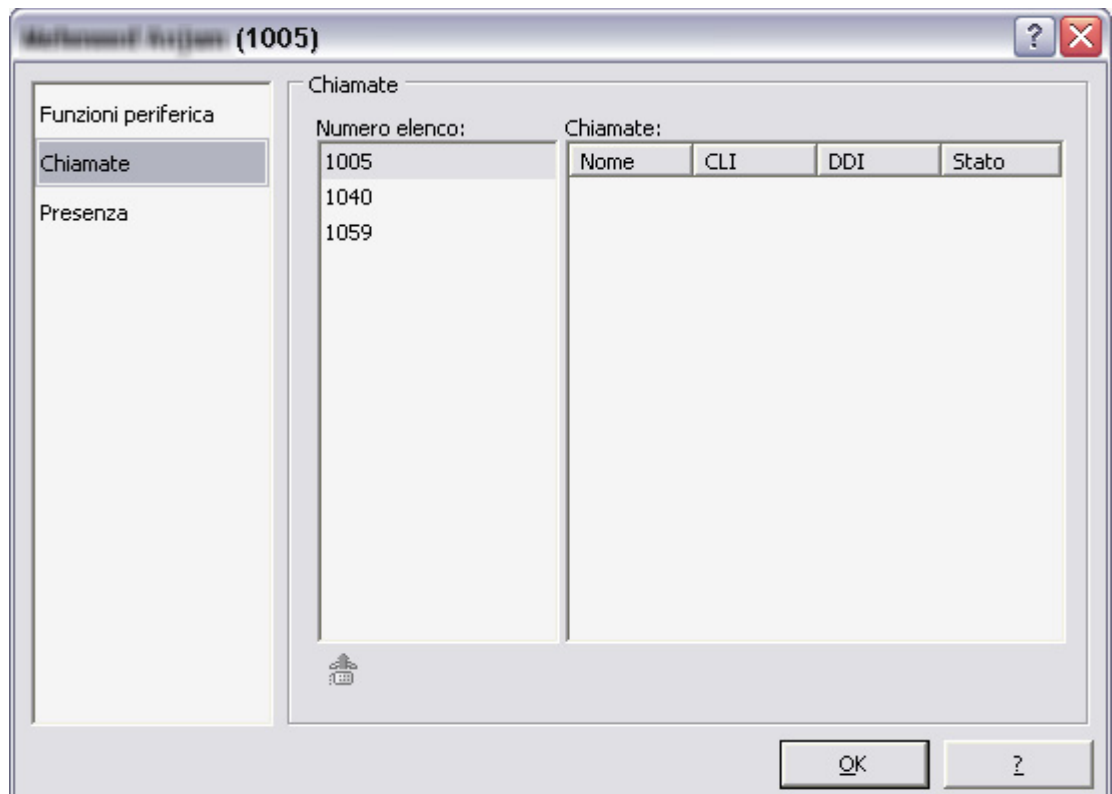 (1005)
?
Funzioni periferica
Chiamate
Presenza
Chiamate
Numero elenco:
1005
1040
1059
Chiamate:
Nome CLI DDI Stato
OK
?